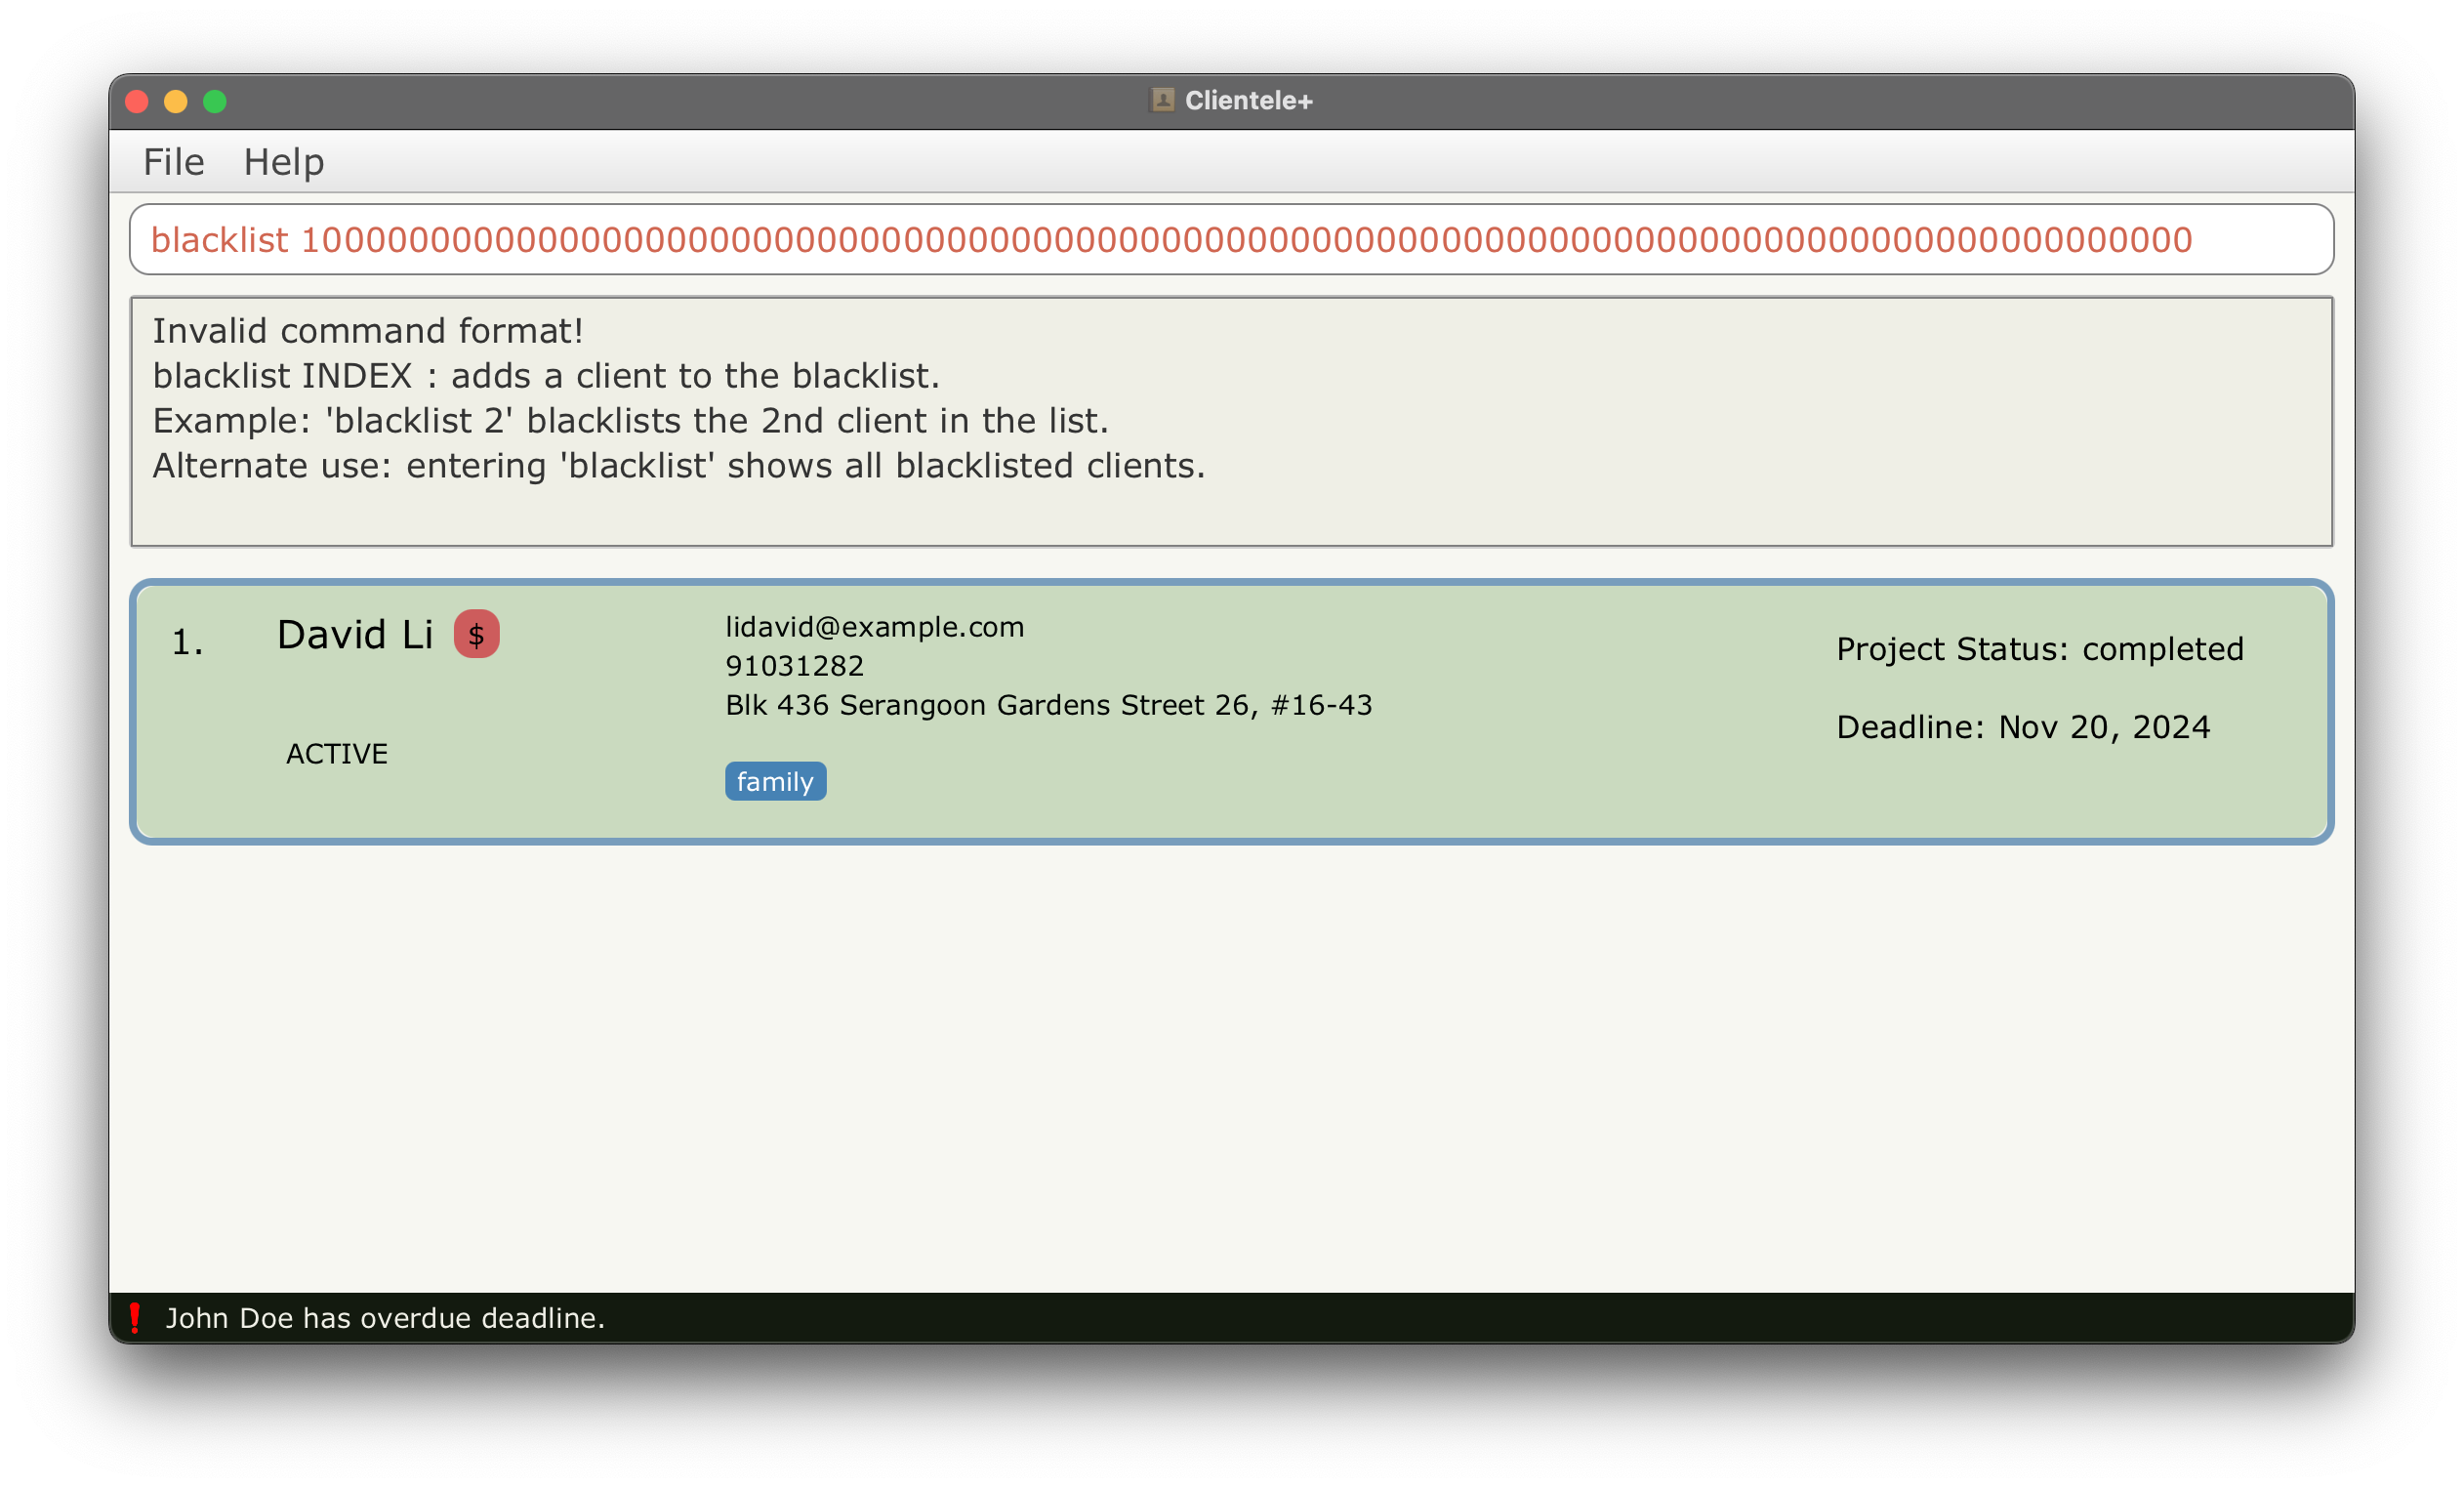 Clientele+
File Help
blacklist 1000000000000000000000000000000000000000000000000000000000000000000000000000000000000000
Invalid command format!
blacklist INDEX : adds a client to the blacklist.
Example: 'blacklist 2' blacklists the 2nd client in the list.
Alternate use: entering 'blacklist' shows all blacklisted clients.
1. David Li $
ACTIVE
lidavid@example.com
91031282
Blk 436 Serangoon Gardens Street 26, #16-43
family
Project Status: completed
Deadline: Nov 20, 2024
! John Doe has overdue deadline.